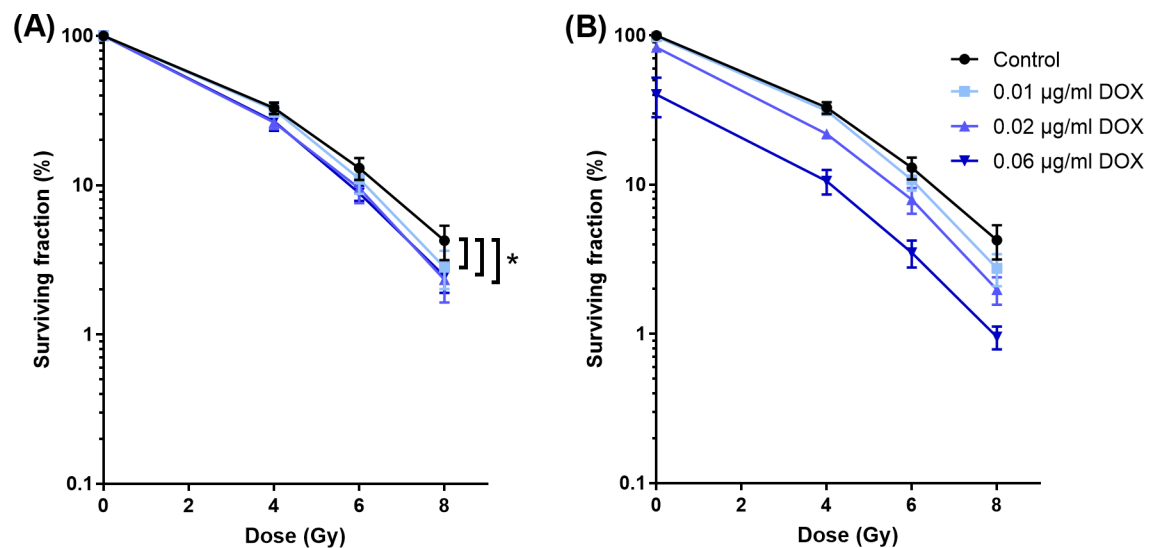 (A)
Surviving fraction (%)
100
10
1
0.1
0 2 4 6 8
Dose (Gy)
*
(B)
Surviving fraction (%)
100
10
1
0.1
0 2 4 6 8
Dose (Gy)
Control
0.01 µg/ml DOX
0.02 µg/ml DOX
0.06 µg/ml DOX